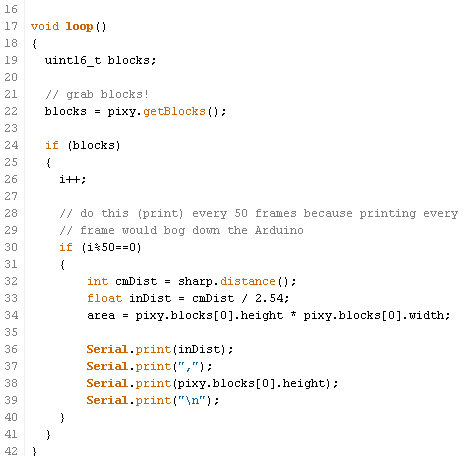 16
17 void loop()
18 {
19   uint16_t blocks;
20
21   // grab blocks!
22   blocks = pixy.getBlocks();
23
24   if (blocks)
25   {
26     i++;
27
28     // do this (print) every 50 frames because printing every
29     // frame would bog down the Arduino
30     if (i%50==0)
31     {
32         int cmDist = sharp.distance();
33         float inDist = cmDist / 2.54;
34         area = pixy.blocks[0].height * pixy.blocks[0].width;
35
36         Serial.print(inDist);
37         Serial.print(",");
38         Serial.print(pixy.blocks[0].height);
39         Serial.print("\n");
40     }
41   }
42 }